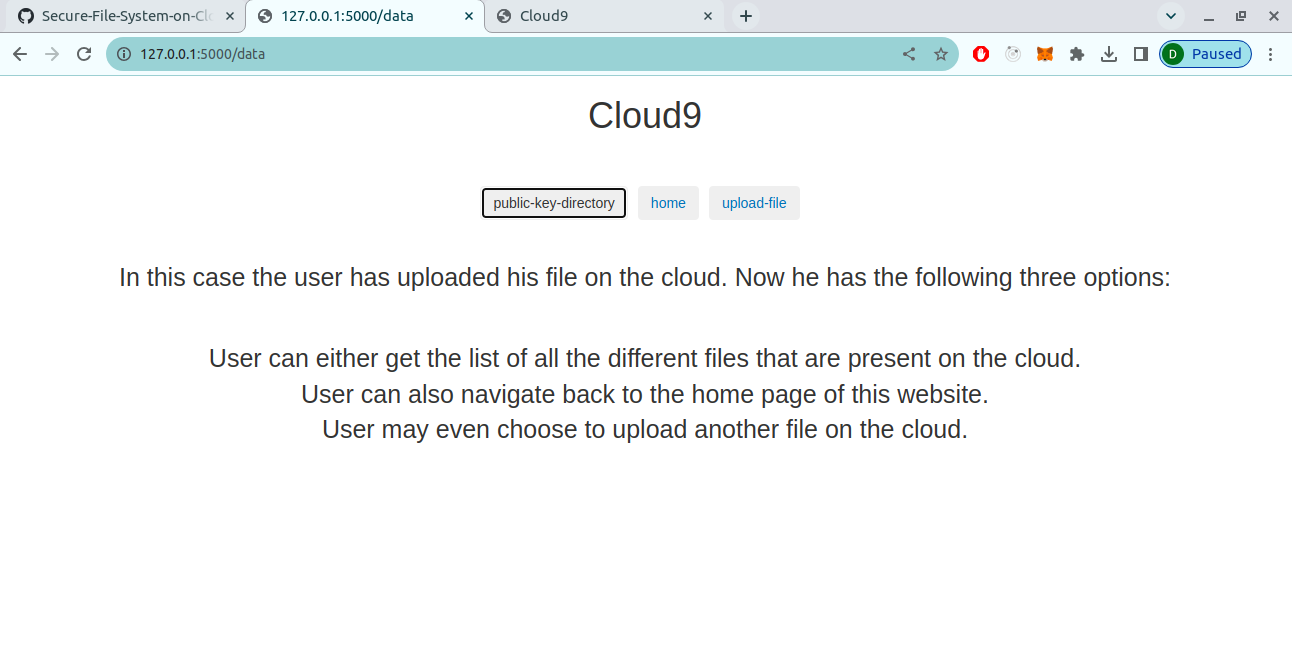 Secure-File-System-on-Clo
127.0.0.1:5000/data
Cloud9
127.0.0.1:5000/data
D
Paused
Cloud9
public-key-directory
home
upload-file
In this case the user has uploaded his file on the cloud. Now he has the following three options:
User can either get the list of all the different files that are present on the cloud.
User can also navigate back to the home page of this website.
User may even choose to upload another file on the cloud.